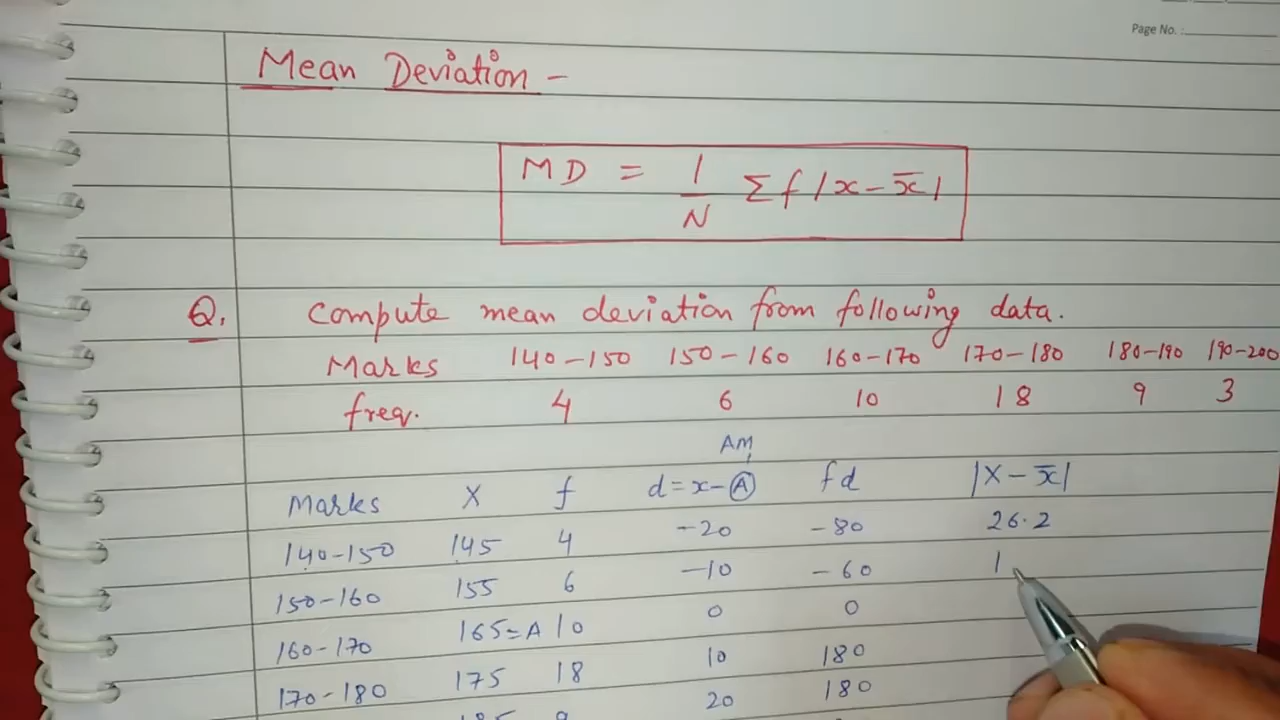 Page No. :
Mean Deviation -
MD = 1/N Σf|x-x̄|
Q. Compute mean deviation from following data.
Marks 140-150 150-160 160-170 170-180 180-190 190-200
freq. 4 6 10 18 9 3
AM
Marks X f d=x-A fd |X-x̄|
140-150 145 4 -20 -80 26.2
150-160 155 6 -10 -60 1
160-170 165=A 10 0 0
170-180 175 18 10 180
185 9 20 180